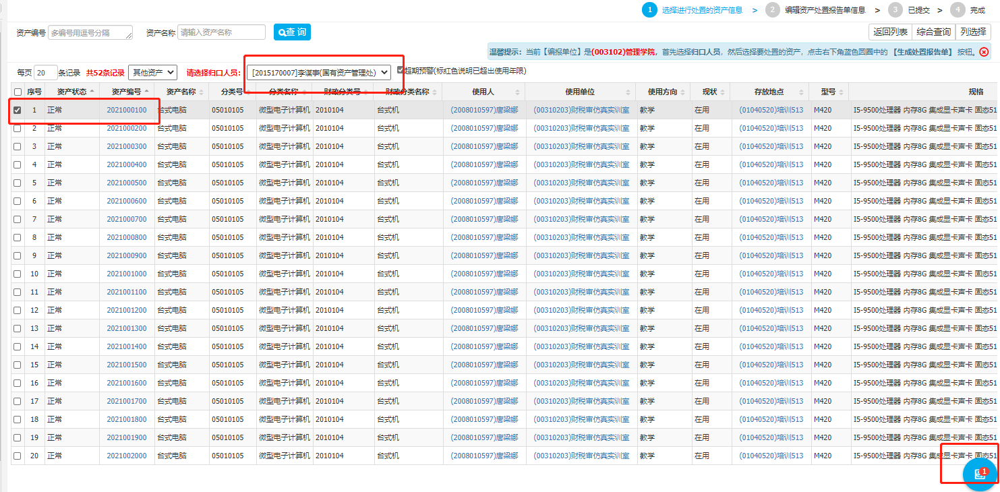 1 选择进行处置的资产信息 > 2 编辑资产处置报告单信息 > 3 已提交 > 4 完成
资产编号 多编号用逗号分隔 资产名称 请输入资产名称 查 询 返回列表 综合查询 列选择
温馨提示：当前【编报单位】是(003102)管理学院，首先选择归口人员，然后选择要处置的资产，点击右下角蓝色圆圈中的 【生成处置报告单】 按钮。
每页 20 条记录 共52条记录 其他资产 请选择归口人员： [2015170007]李谋事(国有资产管理处) 超期预警(标红色说明已超出使用年限)
序号 资产状态 资产编号 资产名称 分类号 分类名称 财政分类号 财政分类名称 使用人 使用单位 使用方向 现状 存放地点 型号 规格
1 正常 2021000100 台式电脑 05010105 微型电子计算机 2010104 台式机 (2008010597)唐梁娜 (00310203)财税审仿真实训室 教学 在用 (01040520)培训513 M420 I5-9500处理器 内存8G 集成显卡声卡 固态51
2 正常 2021000200 台式电脑 05010105 微型电子计算机 2010104 台式机 (2008010597)唐梁娜 (00310203)财税审仿真实训室 教学 在用 (01040520)培训513 M420 I5-9500处理器 内存8G 集成显卡声卡 固态51
3 正常 2021000300 台式电脑 05010105 微型电子计算机 2010104 台式机 (2008010597)唐梁娜 (00310203)财税审仿真实训室 教学 在用 (01040520)培训513 M420 I5-9500处理器 内存8G 集成显卡声卡 固态51
4 正常 2021000400 台式电脑 05010105 微型电子计算机 2010104 台式机 (2008010597)唐梁娜 (00310203)财税审仿真实训室 教学 在用 (01040520)培训513 M420 I5-9500处理器 内存8G 集成显卡声卡 固态51
5 正常 2021000500 台式电脑 05010105 微型电子计算机 2010104 台式机 (2008010597)唐梁娜 (00310203)财税审仿真实训室 教学 在用 (01040520)培训513 M420 I5-9500处理器 内存8G 集成显卡声卡 固态51
6 正常 2021000600 台式电脑 05010105 微型电子计算机 2010104 台式机 (2008010597)唐梁娜 (00310203)财税审仿真实训室 教学 在用 (01040520)培训513 M420 I5-9500处理器 内存8G 集成显卡声卡 固态51
7 正常 2021000700 台式电脑 05010105 微型电子计算机 2010104 台式机 (2008010597)唐梁娜 (00310203)财税审仿真实训室 教学 在用 (01040520)培训513 M420 I5-9500处理器 内存8G 集成显卡声卡 固态51
8 正常 2021000800 台式电脑 05010105 微型电子计算机 2010104 台式机 (2008010597)唐梁娜 (00310203)财税审仿真实训室 教学 在用 (01040520)培训513 M420 I5-9500处理器 内存8G 集成显卡声卡 固态51
9 正常 2021000900 台式电脑 05010105 微型电子计算机 2010104 台式机 (2008010597)唐梁娜 (00310203)财税审仿真实训室 教学 在用 (01040520)培训513 M420 I5-9500处理器 内存8G 集成显卡声卡 固态51
10 正常 2021001000 台式电脑 05010105 微型电子计算机 2010104 台式机 (2008010597)唐梁娜 (00310203)财税审仿真实训室 教学 在用 (01040520)培训513 M420 I5-9500处理器 内存8G 集成显卡声卡 固态51
11 正常 2021001100 台式电脑 05010105 微型电子计算机 2010104 台式机 (2008010597)唐梁娜 (00310203)财税审仿真实训室 教学 在用 (01040520)培训513 M420 I5-9500处理器 内存8G 集成显卡声卡 固态51
12 正常 2021001200 台式电脑 05010105 微型电子计算机 2010104 台式机 (2008010597)唐梁娜 (00310203)财税审仿真实训室 教学 在用 (01040520)培训513 M420 I5-9500处理器 内存8G 集成显卡声卡 固态51
13 正常 2021001300 台式电脑 05010105 微型电子计算机 2010104 台式机 (2008010597)唐梁娜 (00310203)财税审仿真实训室 教学 在用 (01040520)培训513 M420 I5-9500处理器 内存8G 集成显卡声卡 固态51
14 正常 2021001400 台式电脑 05010105 微型电子计算机 2010104 台式机 (2008010597)唐梁娜 (00310203)财税审仿真实训室 教学 在用 (01040520)培训513 M420 I5-9500处理器 内存8G 集成显卡声卡 固态51
15 正常 2021001500 台式电脑 05010105 微型电子计算机 2010104 台式机 (2008010597)唐梁娜 (00310203)财税审仿真实训室 教学 在用 (01040520)培训513 M420 I5-9500处理器 内存8G 集成显卡声卡 固态51
16 正常 2021001600 台式电脑 05010105 微型电子计算机 2010104 台式机 (2008010597)唐梁娜 (00310203)财税审仿真实训室 教学 在用 (01040520)培训513 M420 I5-9500处理器 内存8G 集成显卡声卡 固态51
17 正常 2021001700 台式电脑 05010105 微型电子计算机 2010104 台式机 (2008010597)唐梁娜 (00310203)财税审仿真实训室 教学 在用 (01040520)培训513 M420 I5-9500处理器 内存8G 集成显卡声卡 固态51
18 正常 2021001800 台式电脑 05010105 微型电子计算机 2010104 台式机 (2008010597)唐梁娜 (00310203)财税审仿真实训室 教学 在用 (01040520)培训513 M420 I5-9500处理器 内存8G 集成显卡声卡 固态51
19 正常 2021001900 台式电脑 05010105 微型电子计算机 2010104 台式机 (2008010597)唐梁娜 (00310203)财税审仿真实训室 教学 在用 (01040520)培训513 M420 I5-9500处理器 内存8G 集成显卡声卡 固态51
20 正常 2021002000 台式电脑 05010105 微型电子计算机 2010104 台式机 (2008010597)唐梁娜 (00310203)财税审仿真实训室 教学 在用 (01040520)培训513 M420 I5-9500处理器 内存8G 集成显卡声卡 固态51
1